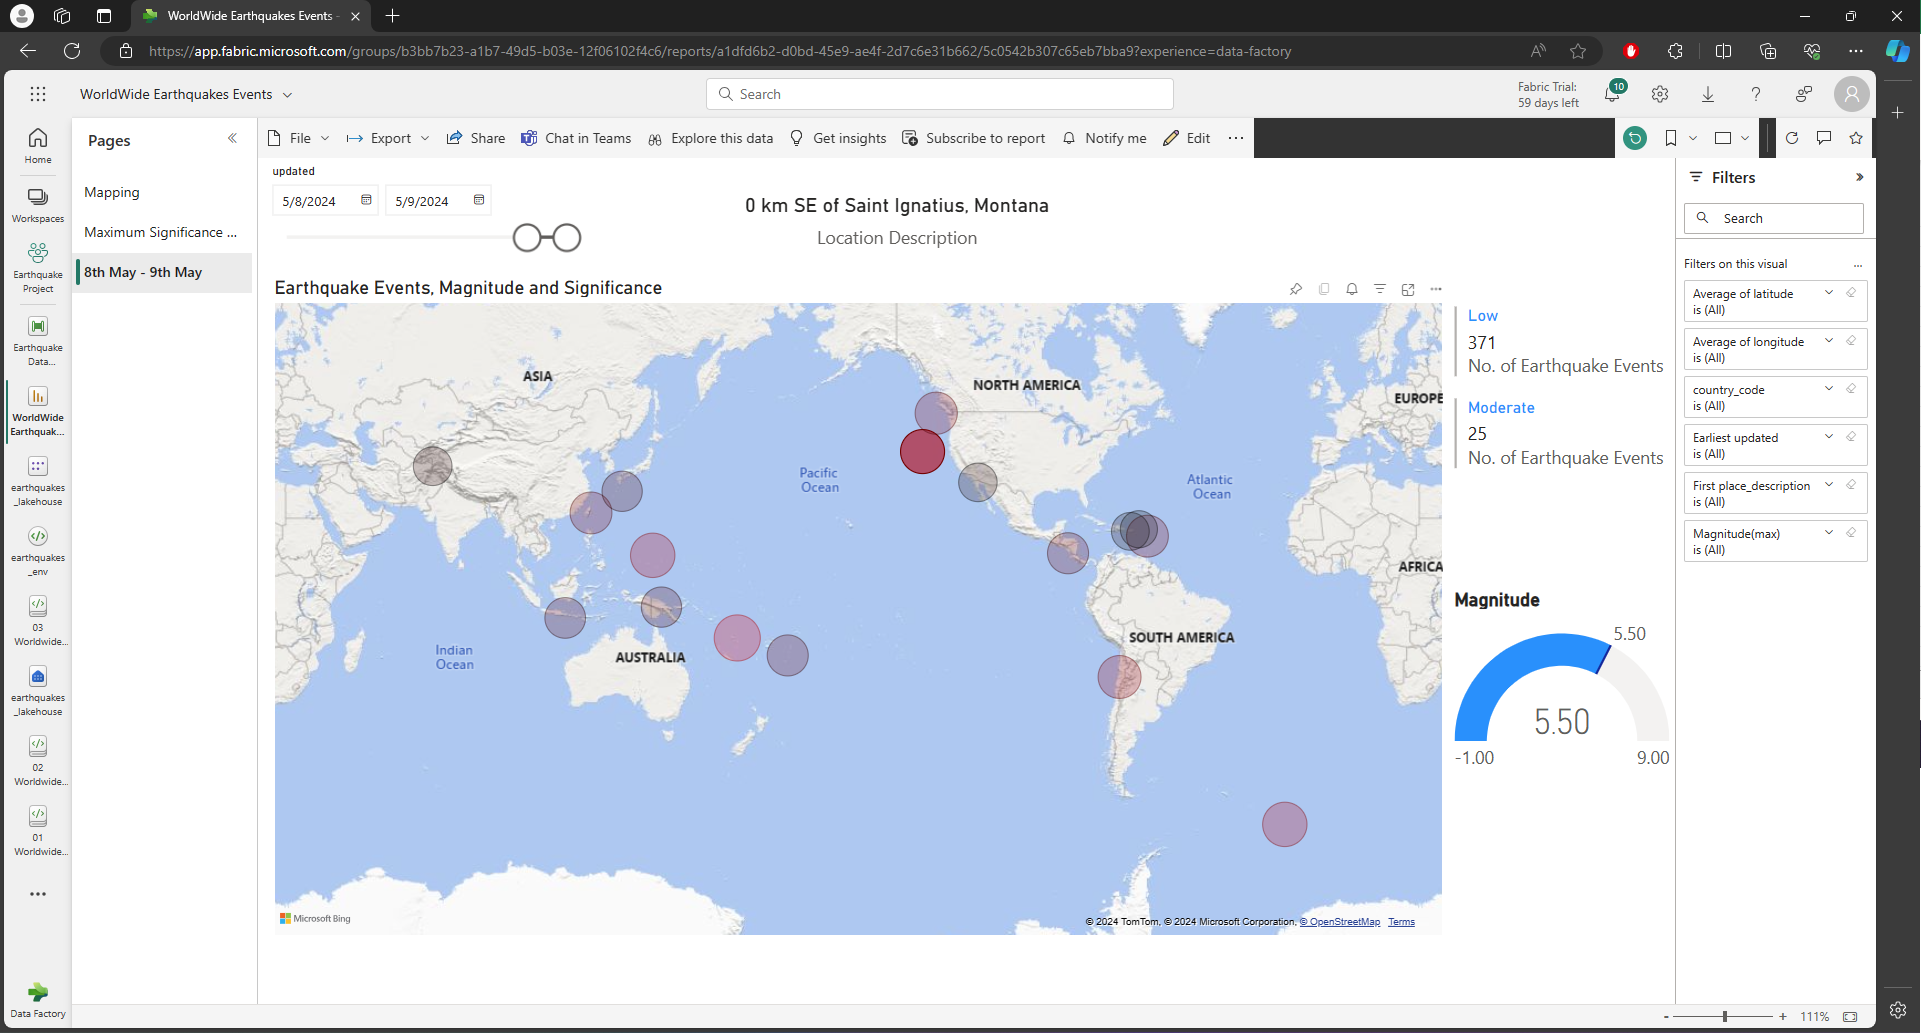 WorldWide Earthquakes Events -
https://app.fabric.microsoft.com/groups/b3bb7b23-a1b7-49d5-b03e-12f06102f4c6/reports/a1dfd6b2-d0bd-45e9-ae4f-2d7c6e31b662/5c0542b307c65eb7bba9?experience=data-factory
WorldWide Earthquakes Events
Search
Fabric Trial:
59 days left
10
Home
Workspaces
Earthquake
Project
Earthquake
Data...
WorldWide
Earthquak...
earthquakes
_lakehouse
earthquakes
_env
03
Worldwide...
earthquakes
_lakehouse
02
Worldwide...
01
Worldwide...
Data Factory
Pages
Mapping
Maximum Significance ...
8th May - 9th May
File
Export
Share
Chat in Teams
Explore this data
Get insights
Subscribe to report
Notify me
Edit
updated
5/8/2024
5/9/2024
0 km SE of Saint Ignatius, Montana
Location Description
Earthquake Events, Magnitude and Significance
ASIA
NORTH AMERICA
EUROPE
Pacific
Ocean
Atlantic
Ocean
AFRICA
Indian
Ocean
AUSTRALIA
SOUTH AMERICA
Microsoft Bing
© 2024 TomTom, © 2024 Microsoft Corporation, © OpenStreetMap Terms
Low
371
No. of Earthquake Events
Moderate
25
No. of Earthquake Events
Magnitude
5.50
5.50
-1.00
9.00
Filters
Search
Filters on this visual
Average of latitude
is (All)
Average of longitude
is (All)
country_code
is (All)
Earliest updated
is (All)
First place_description
is (All)
Magnitude(max)
is (All)
- + 111%